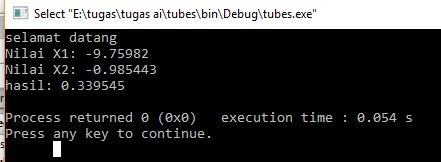 Select "E:\tugas\tugas ai\tubes\bin\Debug\tubes.exe"
selamat datang
Nilai X1: -9.75982
Nilai X2: -0.985443
hasil: 0.339545
Process returned 0 (0x0)   execution time : 0.054 s
Press any key to continue.